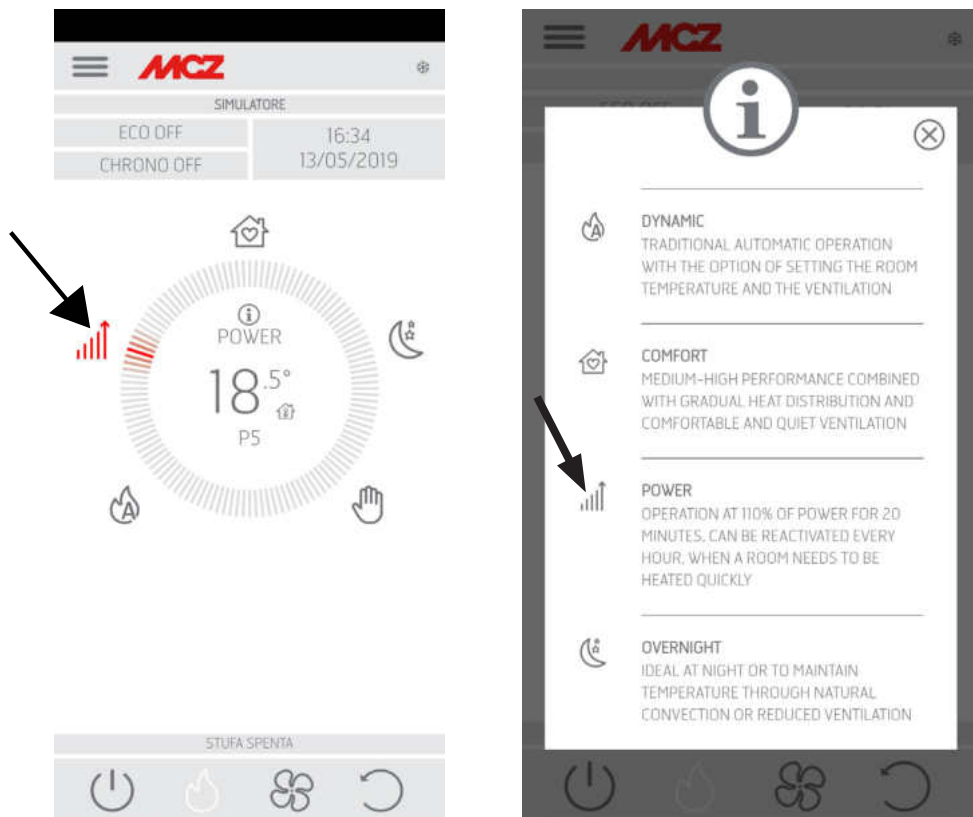 MCZ
SIMULATORE
ECO OFF
16:34
CHRONO OFF
13/05/2019
POWER
18.5°
P5
A
STUFA SPENTA
MCZ
ECO OFF
i
DYNAMIC
TRADITIONAL AUTOMATIC OPERATION
WITH THE OPTION OF SETTING THE ROOM
TEMPERATURE AND THE VENTILATION
COMFORT
MEDIUM-HIGH PERFORMANCE COMBINED
WITH GRADUAL HEAT DISTRIBUTION AND
COMFORTABLE AND QUIET VENTILATION
POWER
OPERATION AT 110% OF POWER FOR 20
MINUTES, CAN BE REACTIVATED EVERY
HOUR, WHEN A ROOM NEEDS TO BE
HEATED QUICKLY
OVERNIGHT
IDEAL AT NIGHT OR TO MAINTAIN
TEMPERATURE THROUGH NATURAL
CONVECTION OR REDUCED VENTILATION